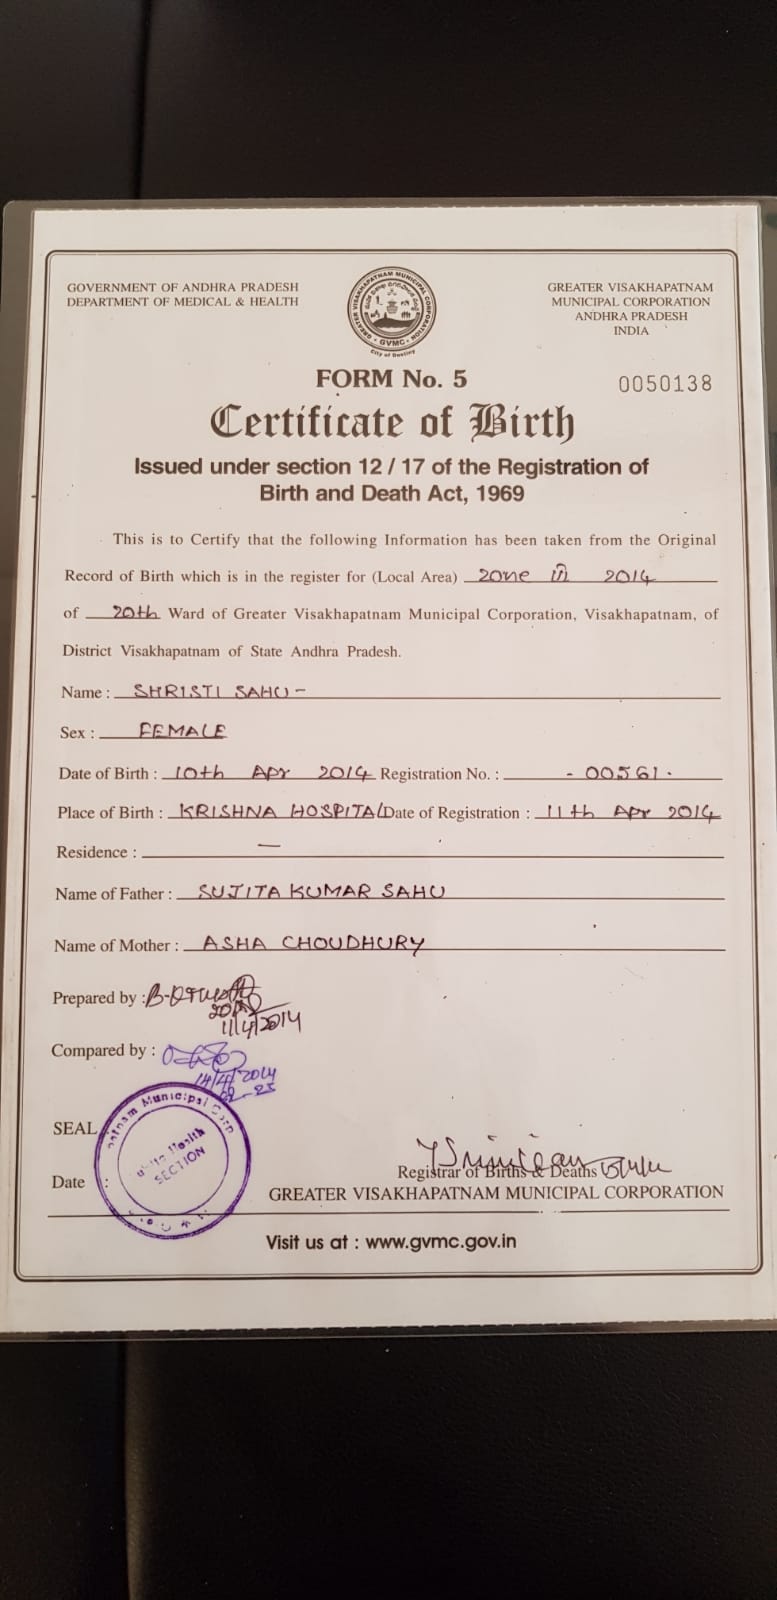 GOVERNMENT OF ANDHRA PRADESH
DEPARTMENT OF MEDICAL & HEALTH
GREATER VISAKHAPATNAM MUNICIPAL CORPORATION
GVMC
City of Destiny
GREATER VISAKHAPATNAM
MUNICIPAL CORPORATION
ANDHRA PRADESH
INDIA
FORM No. 5
0050138
Certificate of Birth
Issued under section 12 / 17 of the Registration of
Birth and Death Act, 1969
This is to Certify that the following Information has been taken from the Original
Record of Birth which is in the register for (Local Area) zone III 2014
of 20th Ward of Greater Visakhapatnam Municipal Corporation, Visakhapatnam, of
District Visakhapatnam of State Andhra Pradesh.
Name : SHRISTI SAHU -
Sex : FEMALE
Date of Birth : 10th Apr 2014 Registration No. : - 00561 .
Place of Birth : KRISHNA HOSPITAL Date of Registration : 11th Apr 2014
Residence : —
Name of Father : SUJITA KUMAR SAHU
Name of Mother : ASHA CHOUDHURY
Prepared by :
11/4/2014
Compared by :
14/4/2014
SEAL
Municipal Corp
Health
SECTION
Date :
Registrar of Births & Deaths
GREATER VISAKHAPATNAM MUNICIPAL CORPORATION
Visit us at : www.gvmc.gov.in